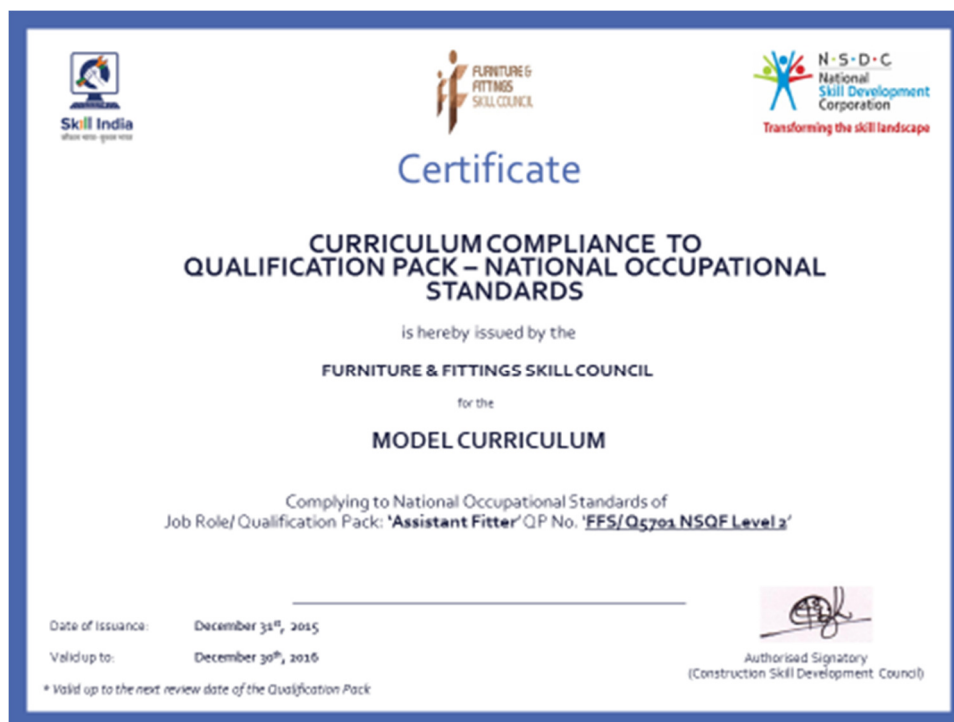 Skill India
कौशल भारत - कुशल भारत
FURNITURE &
FITTINGS
SKILL COUNCIL
N·S·D·C
National
Skill Development
Corporation
Transforming the skill landscape
Certificate
CURRICULUM COMPLIANCE TO
QUALIFICATION PACK – NATIONAL OCCUPATIONAL
STANDARDS
is hereby issued by the
FURNITURE & FITTINGS SKILL COUNCIL
for the
MODEL CURRICULUM
Complying to National Occupational Standards of
Job Role/ Qualification Pack: 'Assistant Fitter' QP No. 'FFS/Q5701 NSQF Level 2'
Date of Issuance: December 31st, 2015
Valid up to: December 30th, 2016
* Valid up to the next review date of the Qualification Pack
Authorised Signatory
(Construction Skill Development Council)